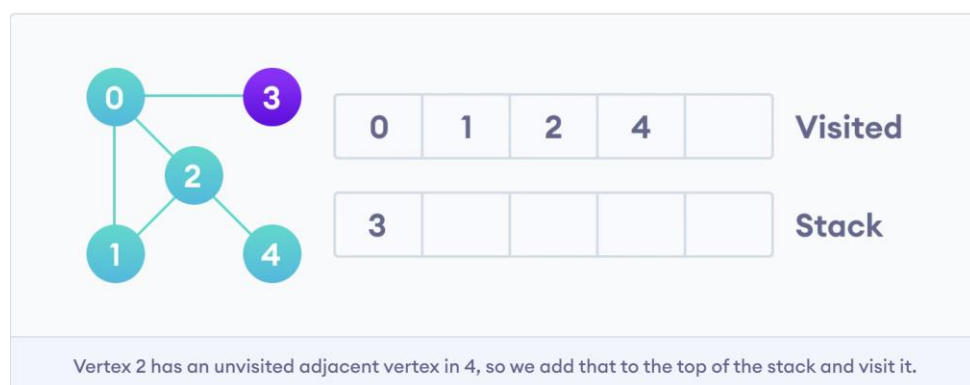 0 3
0 1 2 4 Visited
2
3 Stack
1 4
Vertex 2 has an unvisited adjacent vertex in 4, so we add that to the top of the stack and visit it.